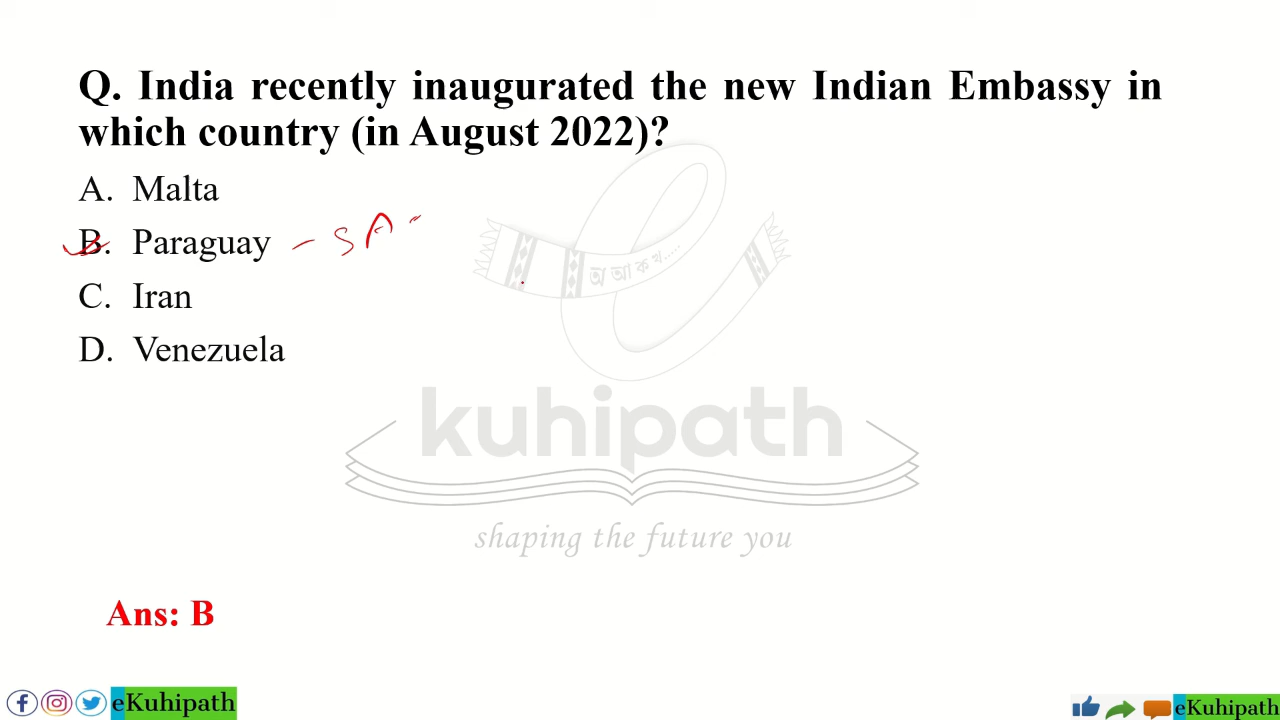 Q. India recently inaugurated the new Indian Embassy in
which country (in August 2022)?
A. Malta
B. Paraguay - SA
C. Iran
D. Venezuela
অ আ ক খ.....
kuhipath
shaping the future you
Ans: B
eKuhipath
eKuhipath